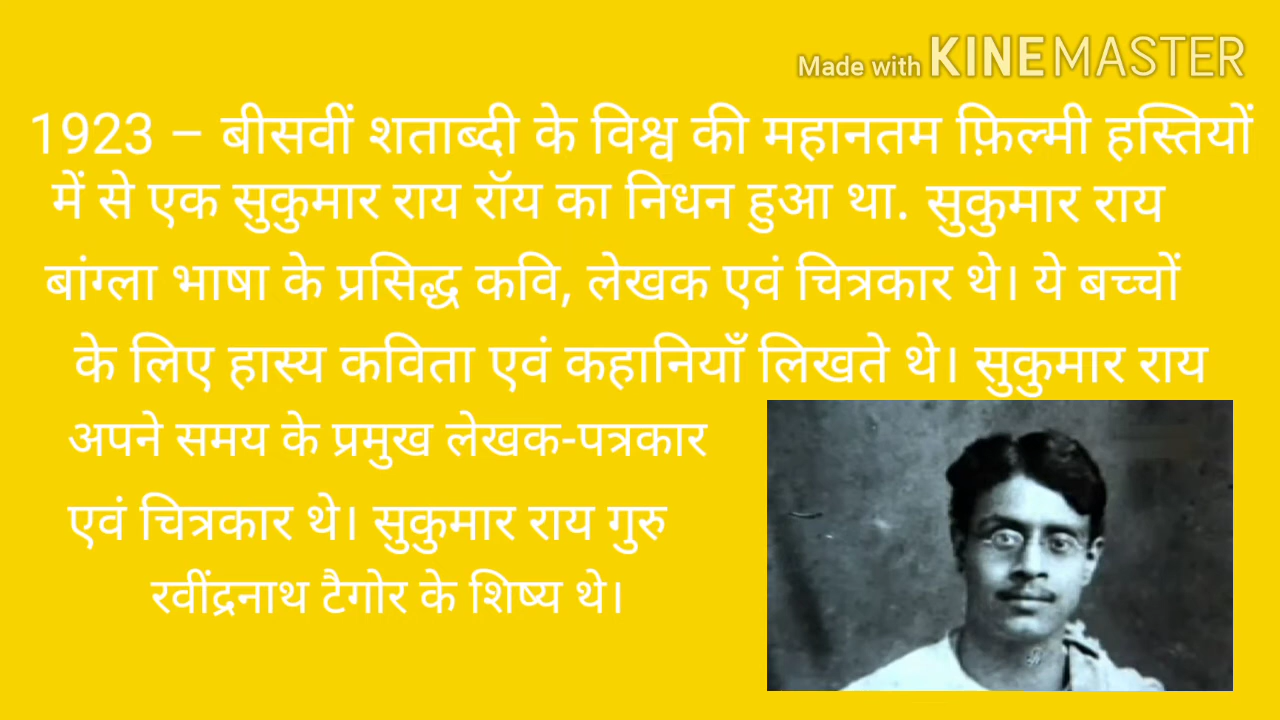 Made with KINEMASTER
1923 – बीसवीं शताब्दी के विश्व की महानतम फ़िल्मी हस्तियों
में से एक सुकुमार राय रॉय का निधन हुआ था. सुकुमार राय
बांग्ला भाषा के प्रसिद्ध कवि, लेखक एवं चित्रकार थे। ये बच्चों
के लिए हास्य कविता एवं कहानियाँ लिखते थे। सुकुमार राय
अपने समय के प्रमुख लेखक-पत्रकार
एवं चित्रकार थे। सुकुमार राय गुरु
रवींद्रनाथ टैगोर के शिष्य थे।